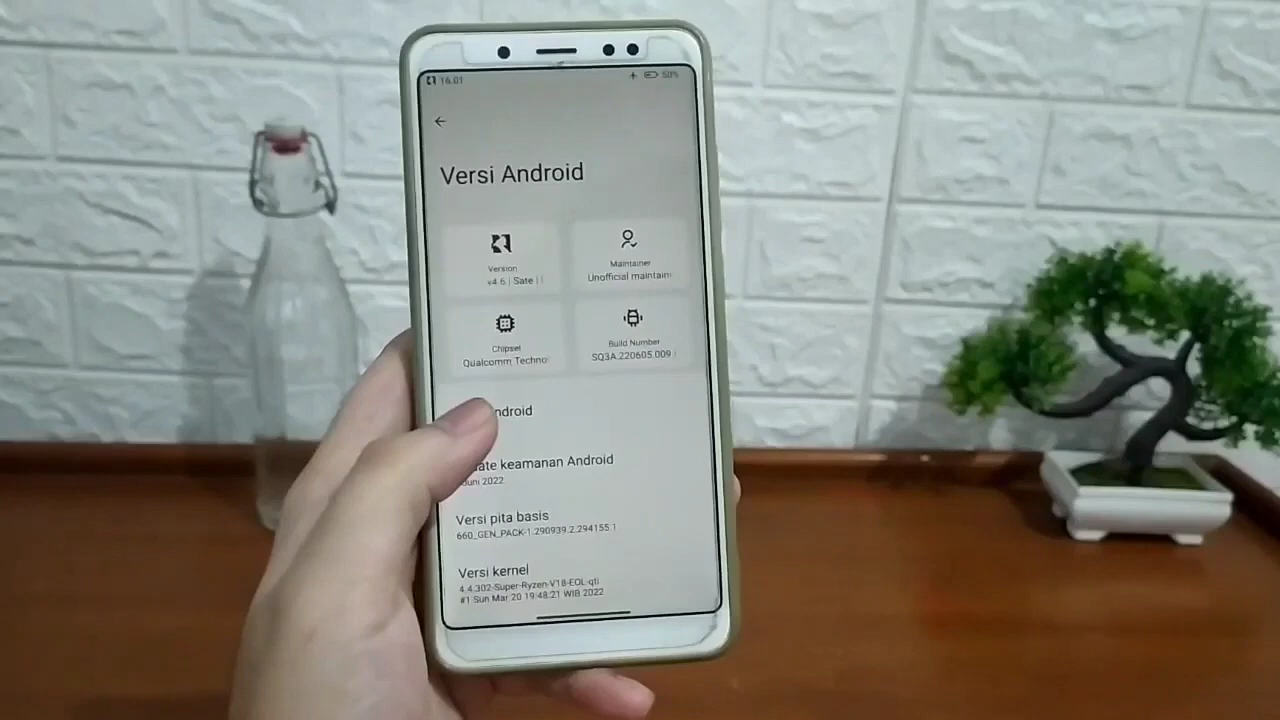 16.01
50%
Versi Android
Version
v4.6 | Sate |
Maintainer
Unofficial maintain
Chipset
Qualcomm Techno
Build Number
SQ3A.220605.009
ndroid
ate keamanan Android
Juni 2022
Versi pita basis
660_GEN_PACK-1.290939.2.294155.1
Versi kernel
4.4.302-Super-Ryzen-V18-EOL-qti
#1 Sun Mar 20 19:48:21 WIB 2022